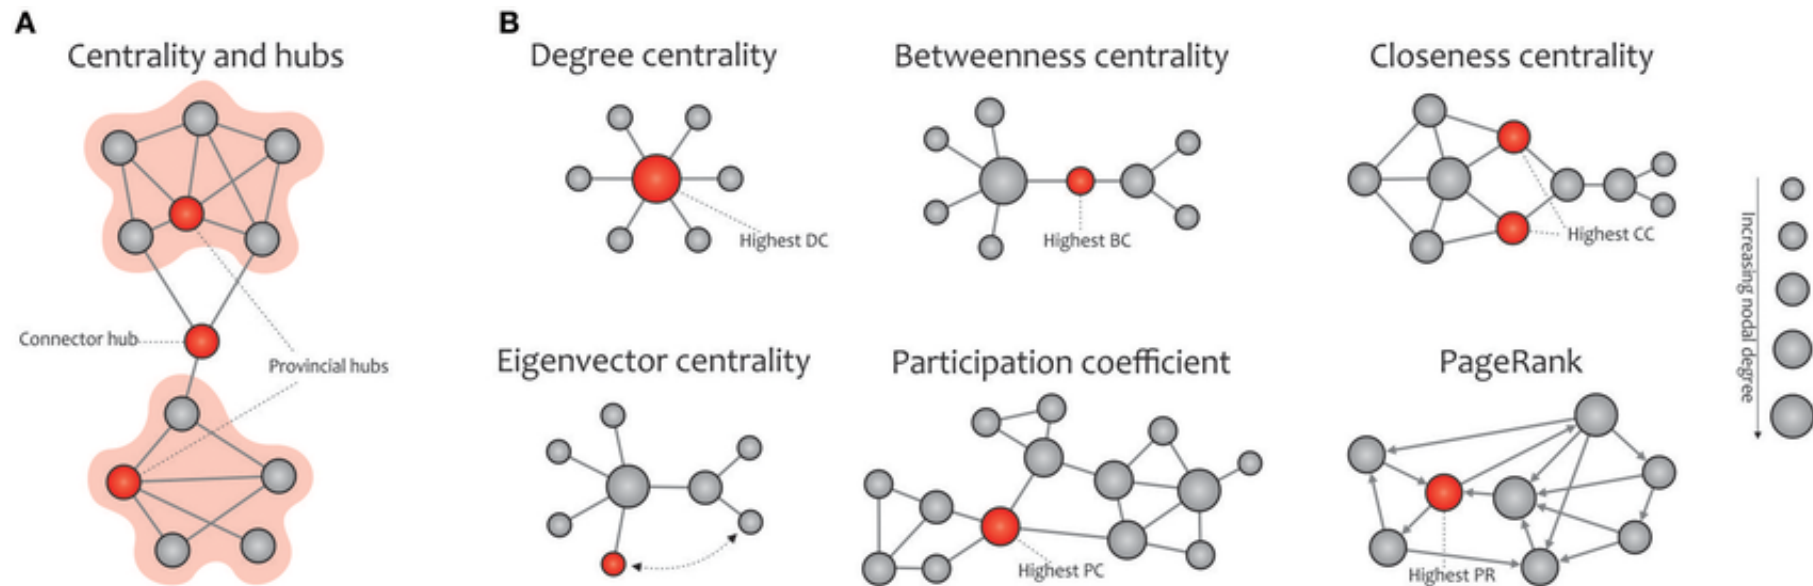 A
Centrality and hubs
Connector hub
Provincial hubs
B
Degree centrality
Highest DC
Betweenness centrality
Highest BC
Closeness centrality
Highest CC
Eigenvector centrality
Participation coefficient
Highest PC
PageRank
Highest PR
Increasing nodal degree